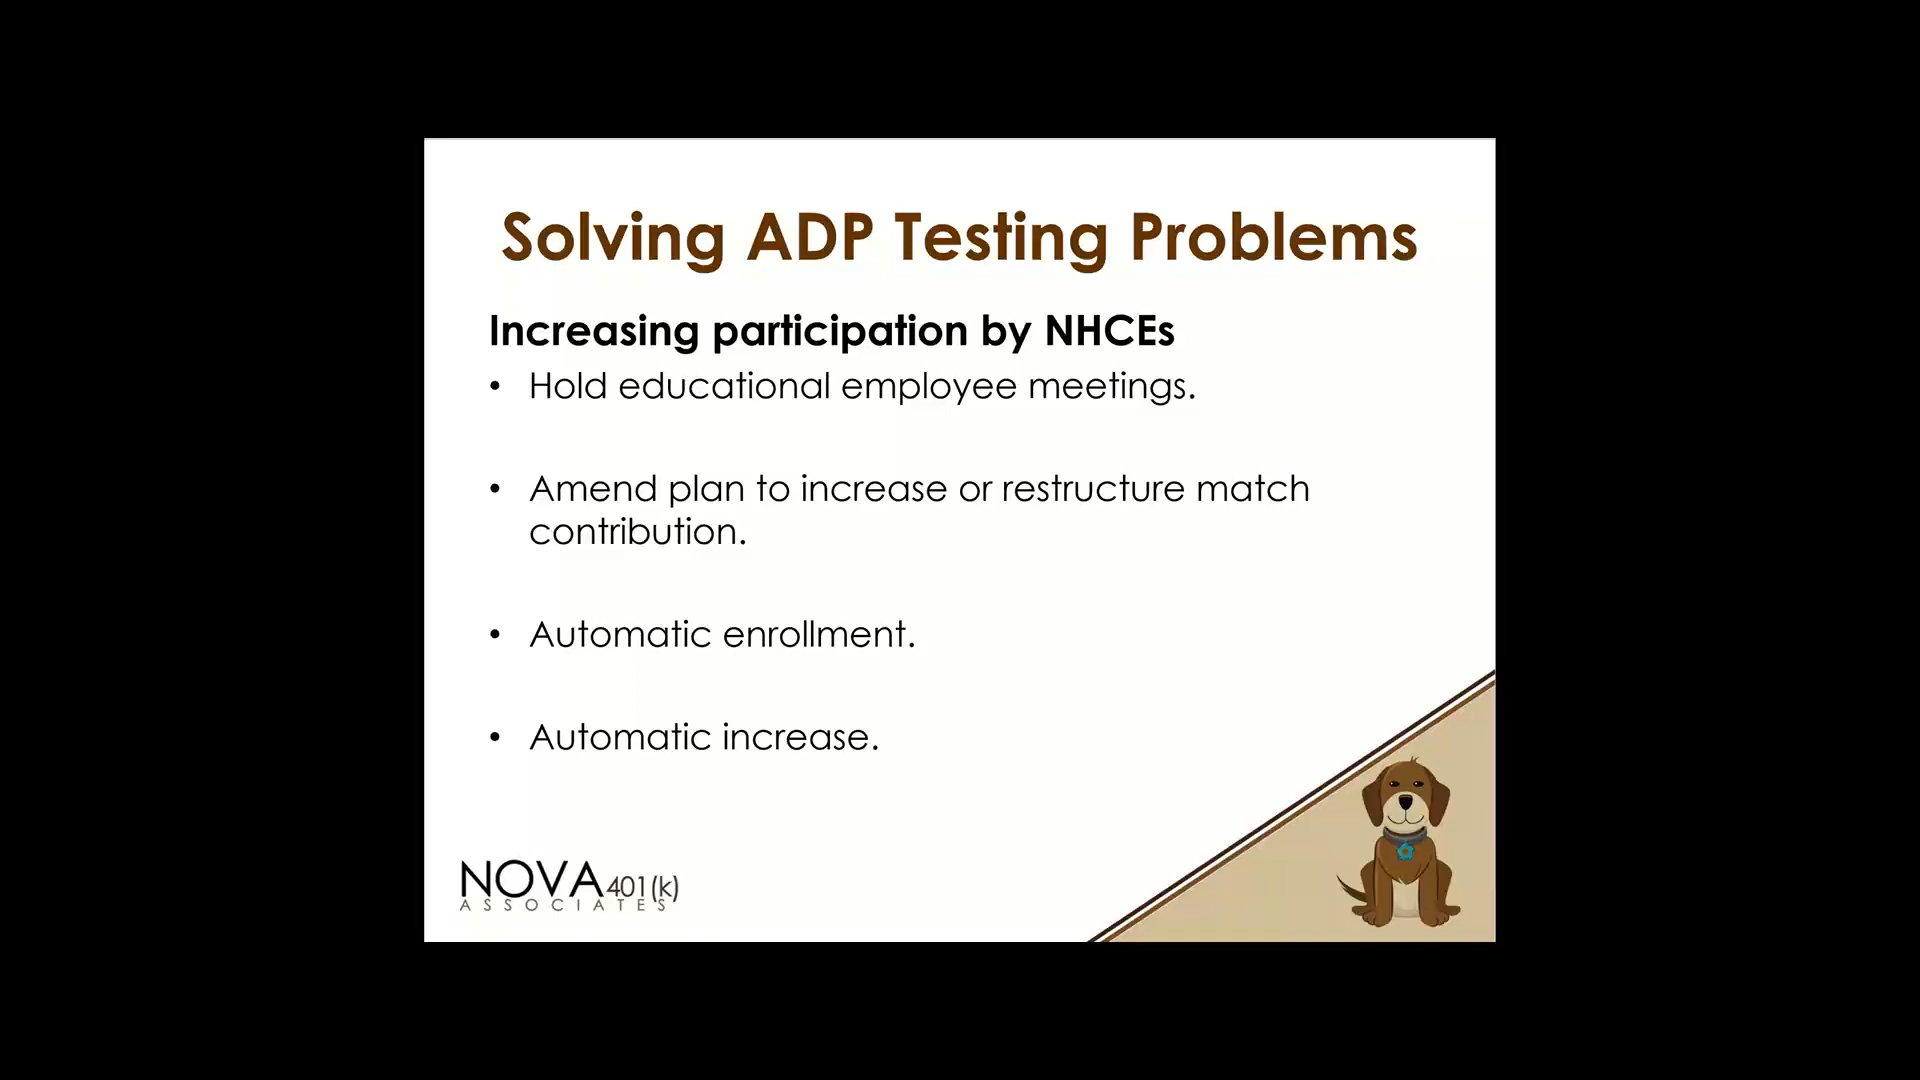 Solving ADP Testing Problems
Increasing participation by NHCEs
• Hold educational employee meetings.
• Amend plan to increase or restructure match
contribution.
• Automatic enrollment.
• Automatic increase.
NOVA 401(k)
ASSOCIATES